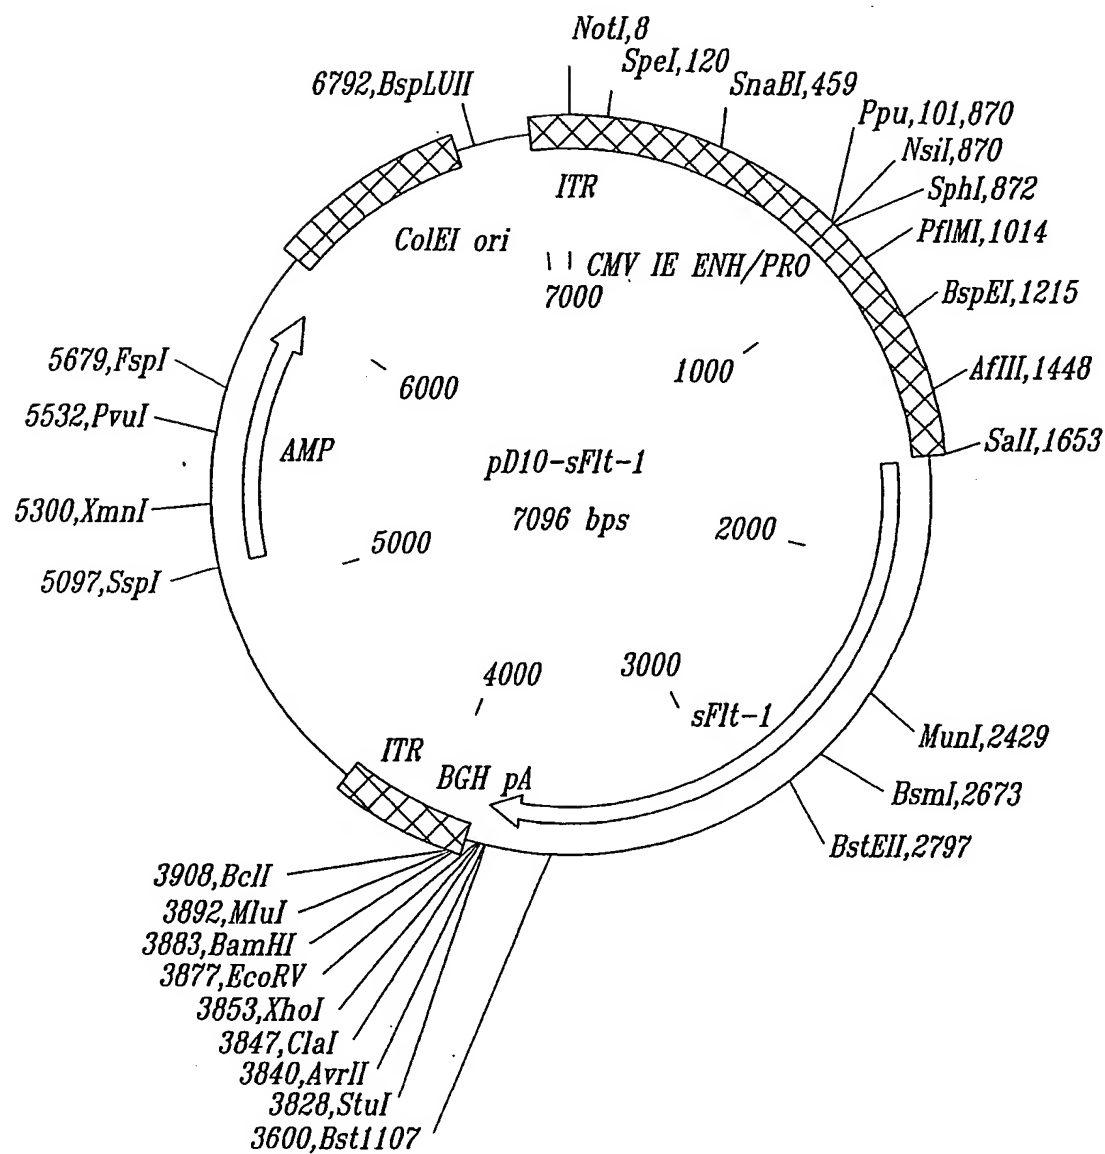 NotI,8
SpeI,120
6792,BspLUII
SnaBI,459
Ppu,101,870
NsiI,870
SphI,872
ITR
PflMI,1014
ColEI ori
CMV IE ENH/PRO
7000
BspEI,1215
5679,FspI
6000
1000
AflII,1448
5532,PvuI
SalI,1653
AMP
pD10-sFlt-1
5300,XmnI
7096 bps
2000
5000
5097,SspI
4000
3000
sFlt-1
MunI,2429
ITR
BGH pA
BsmI,2673
BstEII,2797
3908,BclI
3892,MluI
3883,BamHI
3877,EcoRV
3853,XhoI
3847,ClaI
3840,AvrII
3828,StuI
3600,Bst1107